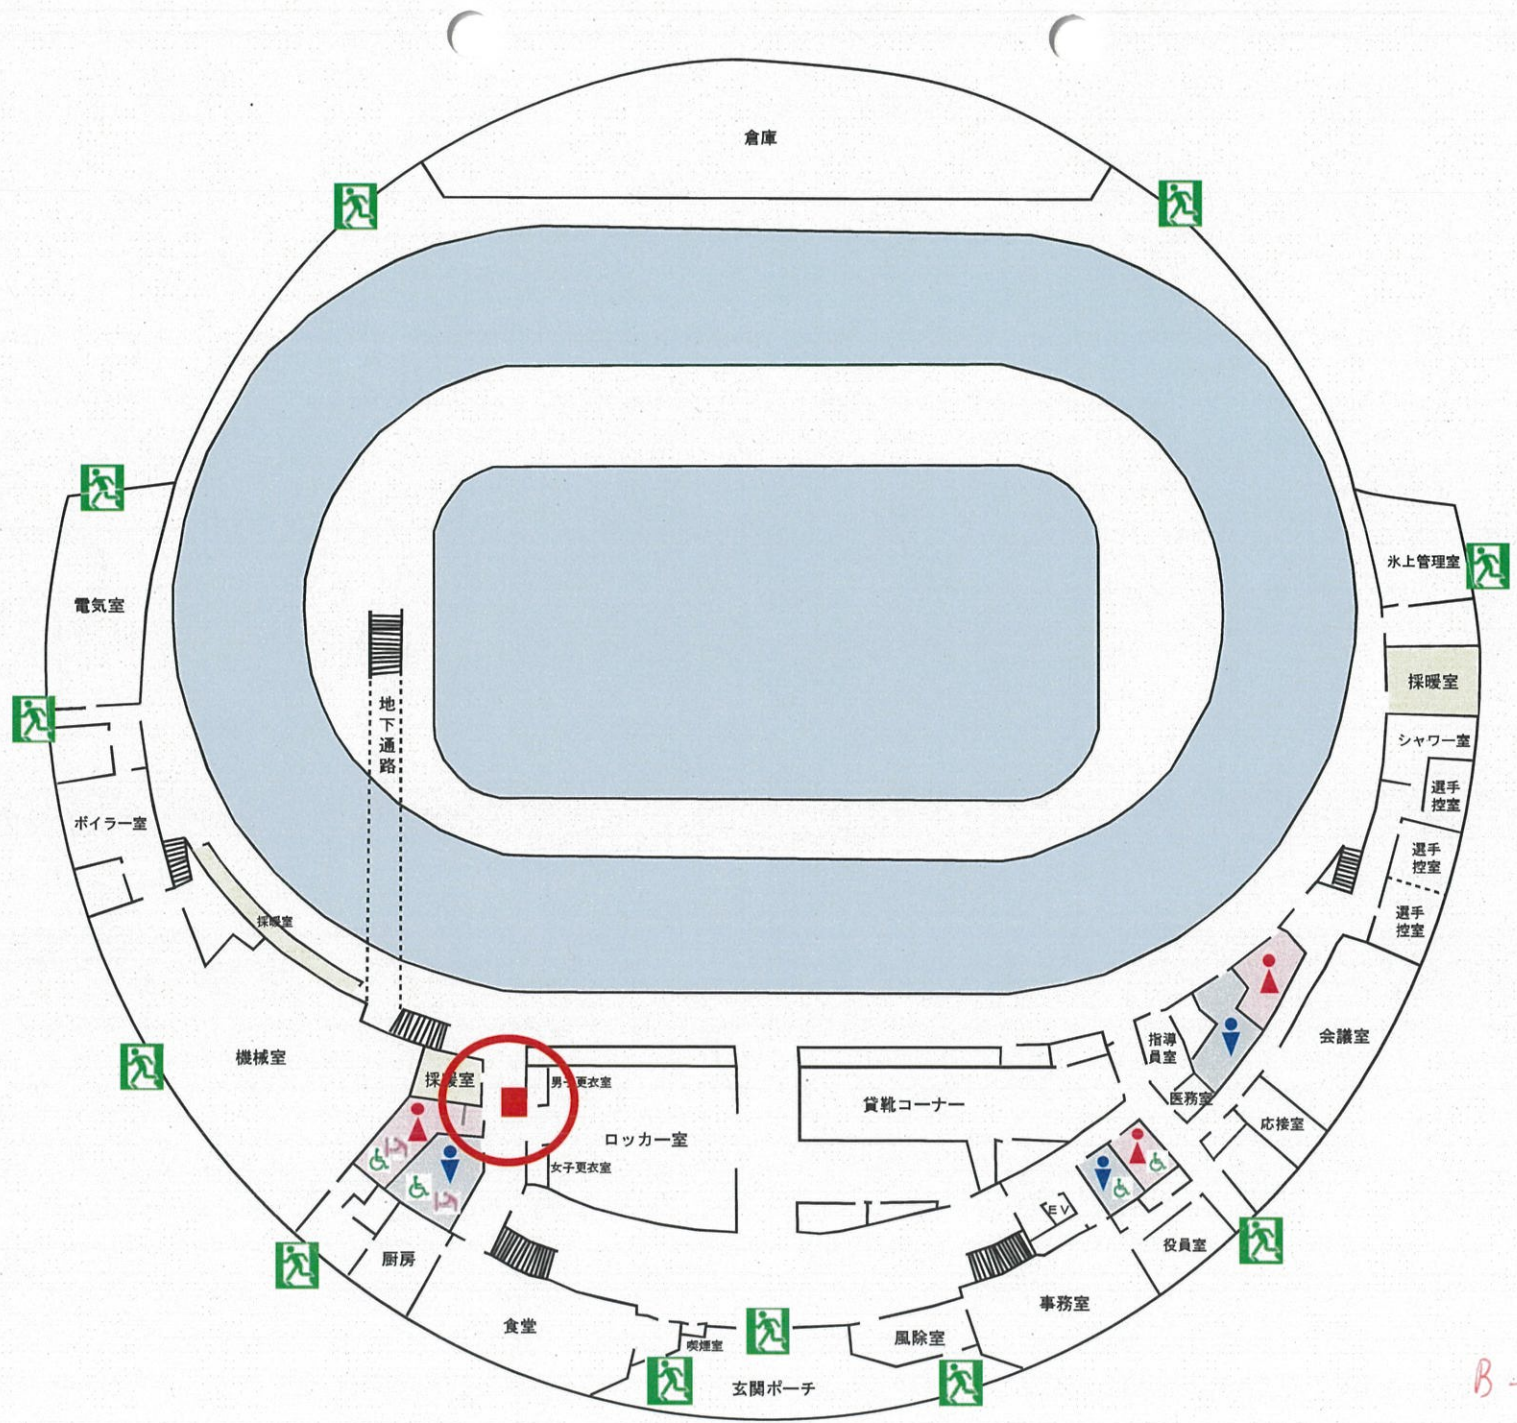 倉庫
電気室
氷上管理室
採暖室
地下通路
シャワー室
選手
控室
ボイラー室
選手
控室
選手
控室
採暖室
機械室
採暖室
男子更衣室
ロッカー室
女子更衣室
貸靴コーナー
指導
員室
医務室
会議室
応接室
EV
役員室
厨房
食堂
事務室
喫煙室
風除室
玄関ポーチ
B -